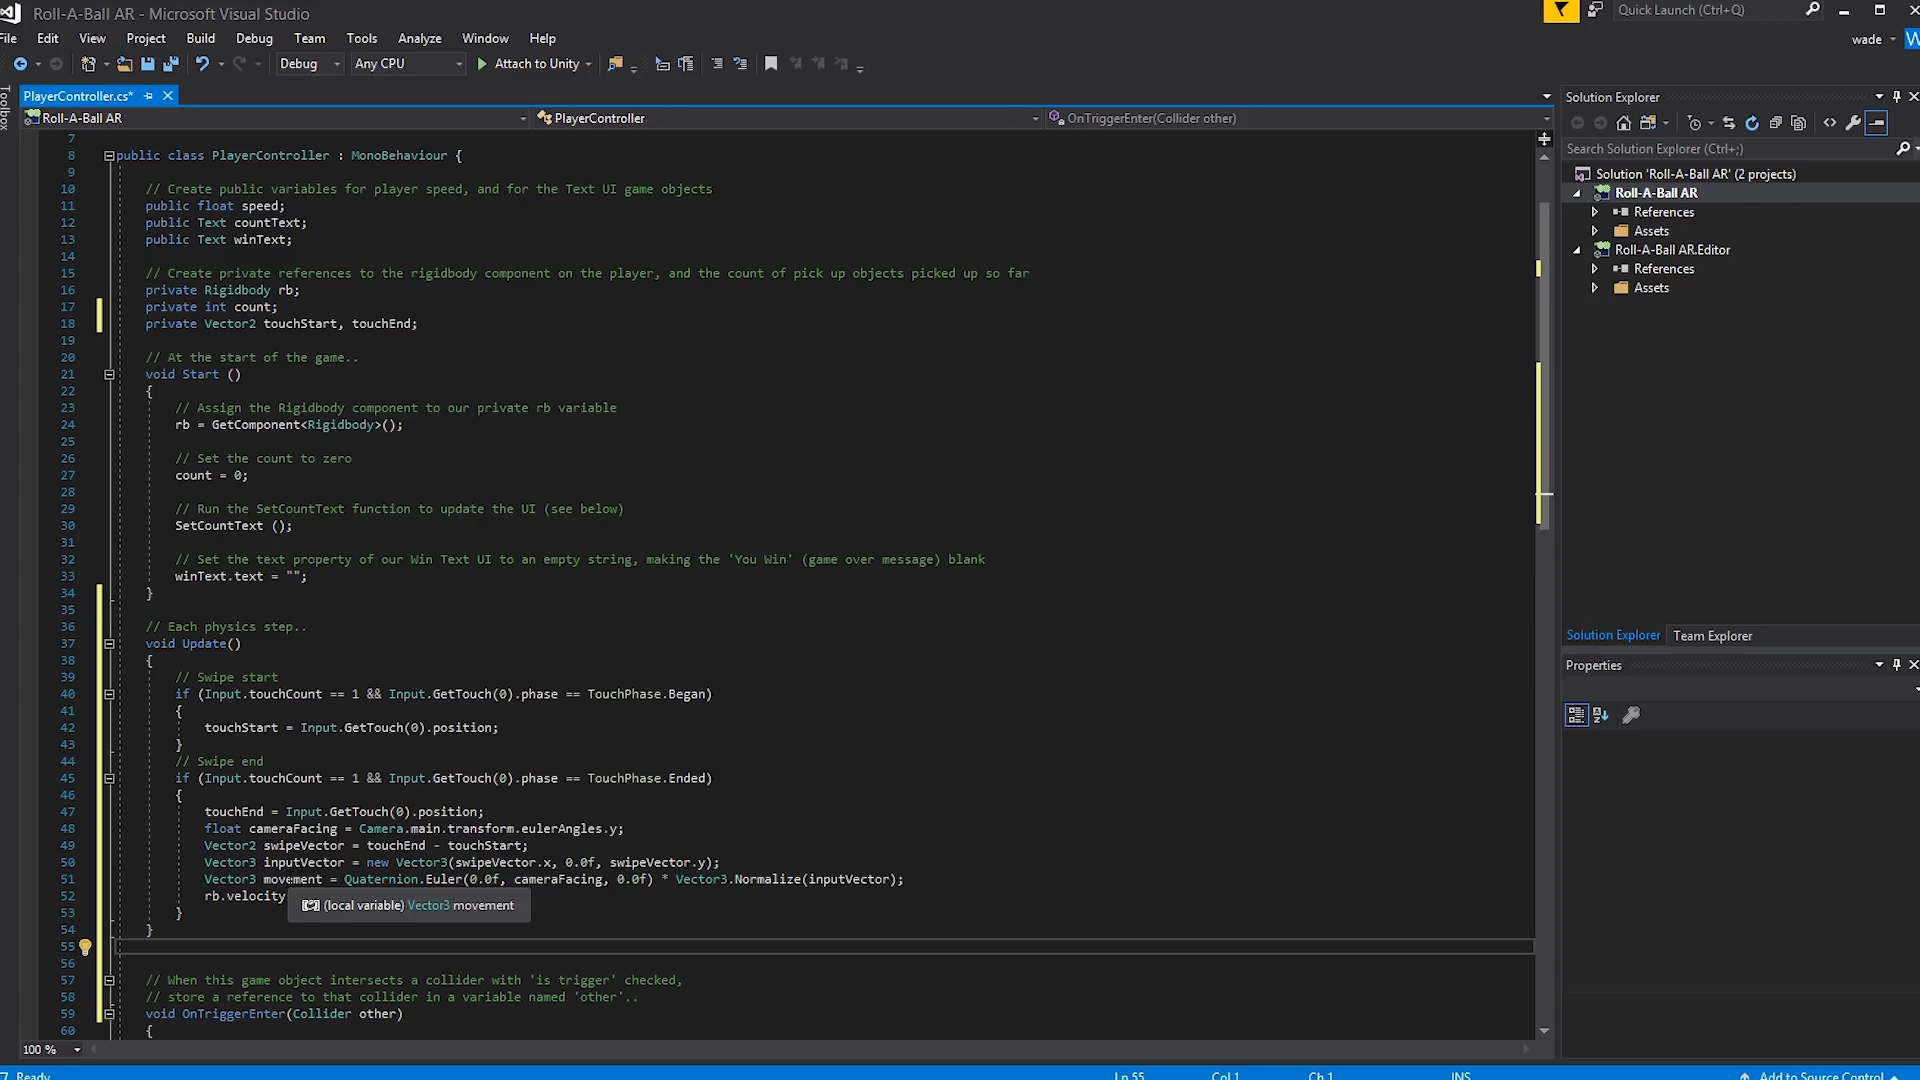 Roll-A-Ball AR - Microsoft Visual Studio
Quick Launch (Ctrl+Q)
File Edit View Project Build Debug Team Tools Analyze Window Help
wade W
Debug Any CPU Attach to Unity
Toolbox
PlayerController.cs*
Roll-A-Ball AR PlayerController OnTriggerEnter(Collider other)
7
8 public class PlayerController : MonoBehaviour {
9
10 // Create public variables for player speed, and for the Text UI game objects
11 public float speed;
12 public Text countText;
13 public Text winText;
14
15 // Create private references to the rigidbody component on the player, and the count of pick up objects picked up so far
16 private Rigidbody rb;
17 private int count;
18 private Vector2 touchStart, touchEnd;
19
20 // At the start of the game..
21 void Start ()
22 {
23 // Assign the Rigidbody component to our private rb variable
24 rb = GetComponent<Rigidbody>();
25
26 // Set the count to zero
27 count = 0;
28
29 // Run the SetCountText function to update the UI (see below)
30 SetCountText ();
31
32 // Set the text property of our Win Text UI to an empty string, making the 'You Win' (game over message) blank
33 winText.text = "";
34 }
35
36 // Each physics step..
37 void Update()
38 {
39 // Swipe start
40 if (Input.touchCount == 1 && Input.GetTouch(0).phase == TouchPhase.Began)
41 {
42 touchStart = Input.GetTouch(0).position;
43 }
44 // Swipe end
45 if (Input.touchCount == 1 && Input.GetTouch(0).phase == TouchPhase.Ended)
46 {
47 touchEnd = Input.GetTouch(0).position;
48 float cameraFacing = Camera.main.transform.eulerAngles.y;
49 Vector2 swipeVector = touchEnd - touchStart;
50 Vector3 inputVector = new Vector3(swipeVector.x, 0.0f, swipeVector.y);
51 Vector3 movement = Quaternion.Euler(0.0f, cameraFacing, 0.0f) * Vector3.Normalize(inputVector);
52 rb.velocity
(local variable) Vector3 movement
53 }
54 }
55
56
57 // When this game object intersects a collider with 'is trigger' checked,
58 // store a reference to that collider in a variable named 'other'..
59 void OnTriggerEnter(Collider other)
60 {
100 %
Solution Explorer
Search Solution Explorer (Ctrl+;)
Solution 'Roll-A-Ball AR' (2 projects)
Roll-A-Ball AR
References
Assets
Roll-A-Ball AR.Editor
References
Assets
Solution Explorer Team Explorer
Properties
Ready Ln 55 Col 1 Ch 1 INS Add to Source Control